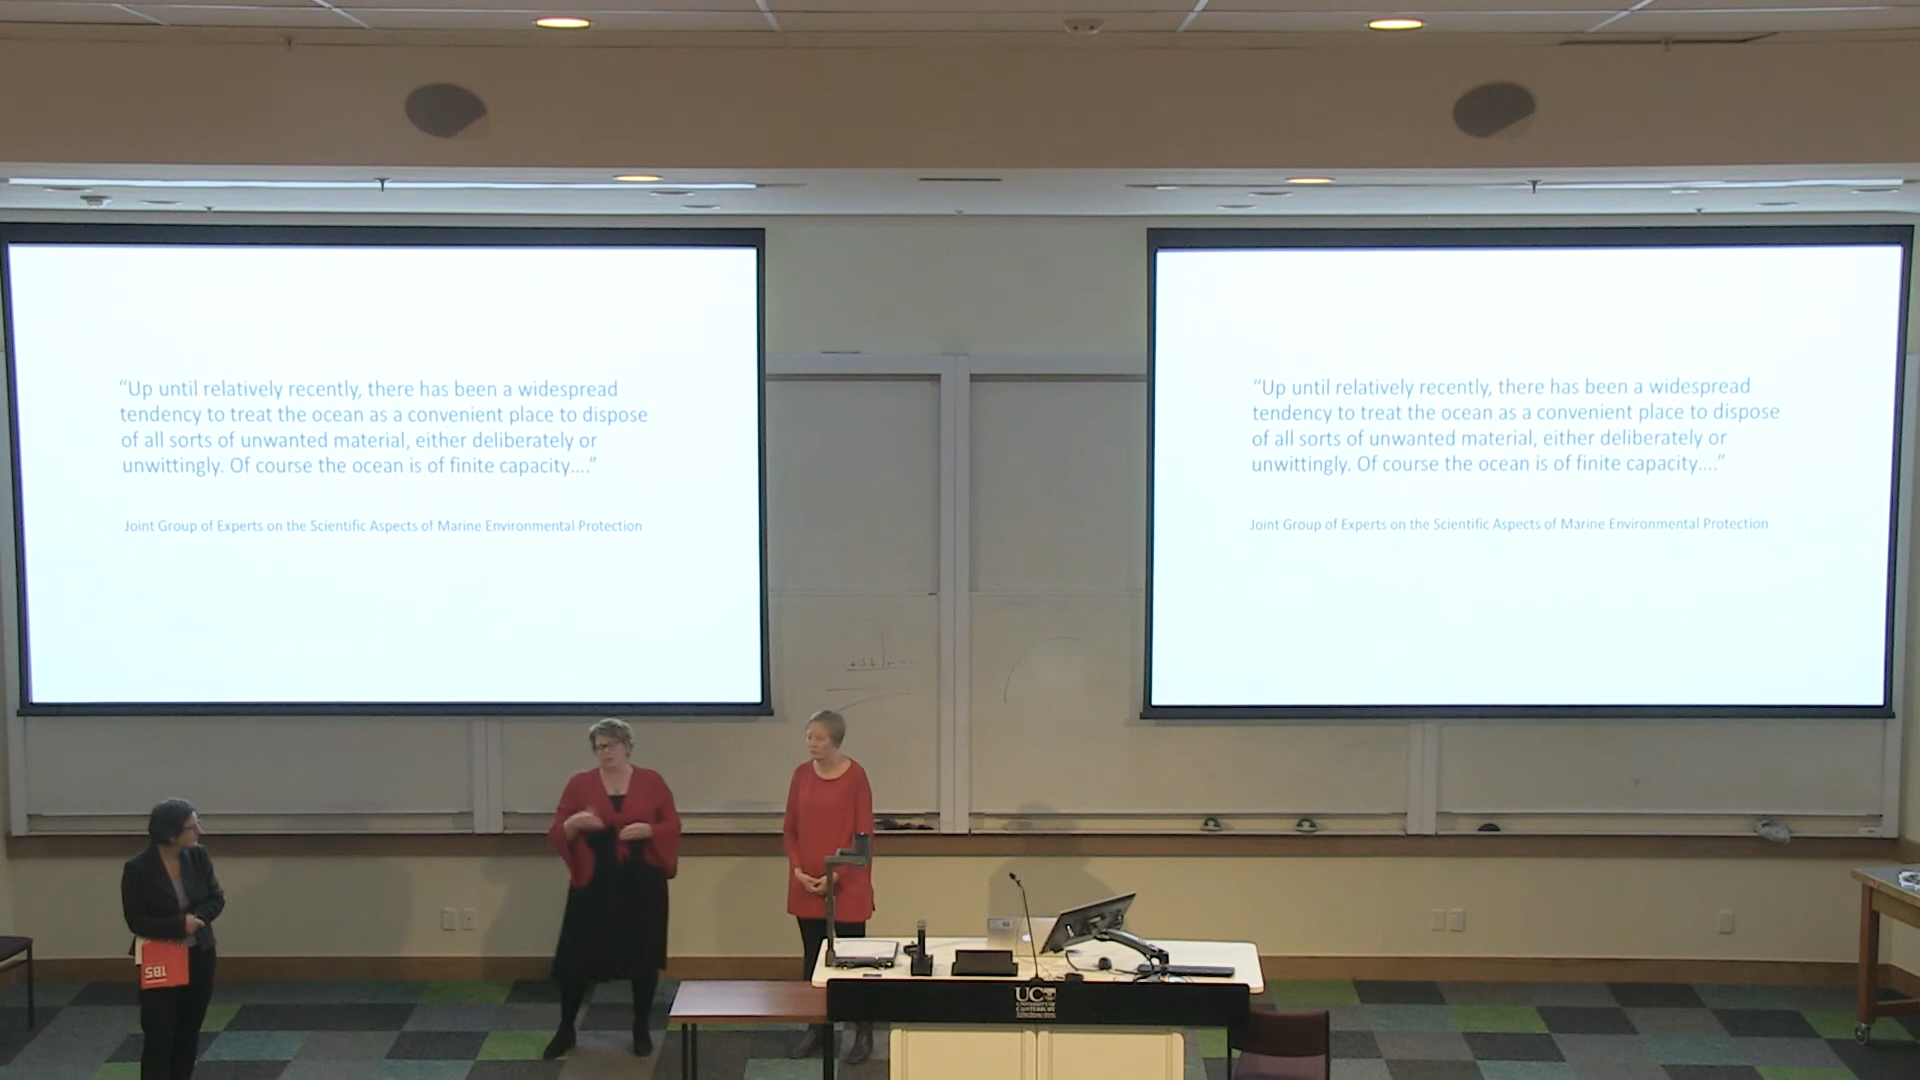 “Up until relatively recently, there has been a widespread
tendency to treat the ocean as a convenient place to dispose
of all sorts of unwanted material, either deliberately or
unwittingly. Of course the ocean is of finite capacity....”
Joint Group of Experts on the Scientific Aspects of Marine Environmental Protection
“Up until relatively recently, there has been a widespread
tendency to treat the ocean as a convenient place to dispose
of all sorts of unwanted material, either deliberately or
unwittingly. Of course the ocean is of finite capacity....”
Joint Group of Experts on the Scientific Aspects of Marine Environmental Protection
UC
UNIVERSITY OF
CANTERBURY